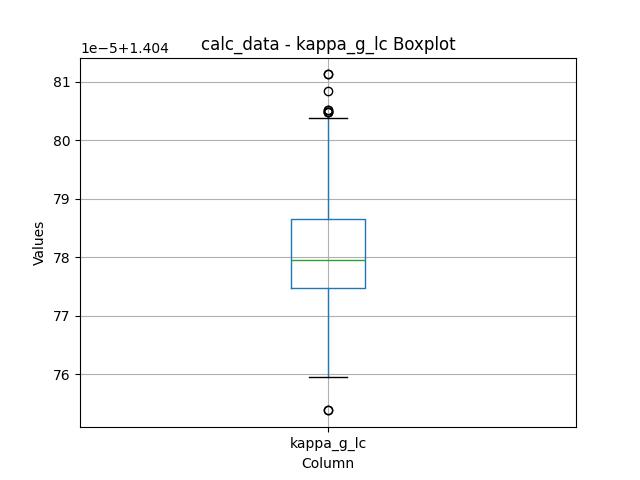 1e−5+1.404
calc_data - kappa_g_lc Boxplot
81
80
79
78
77
76
Values
kappa_g_lc
Column